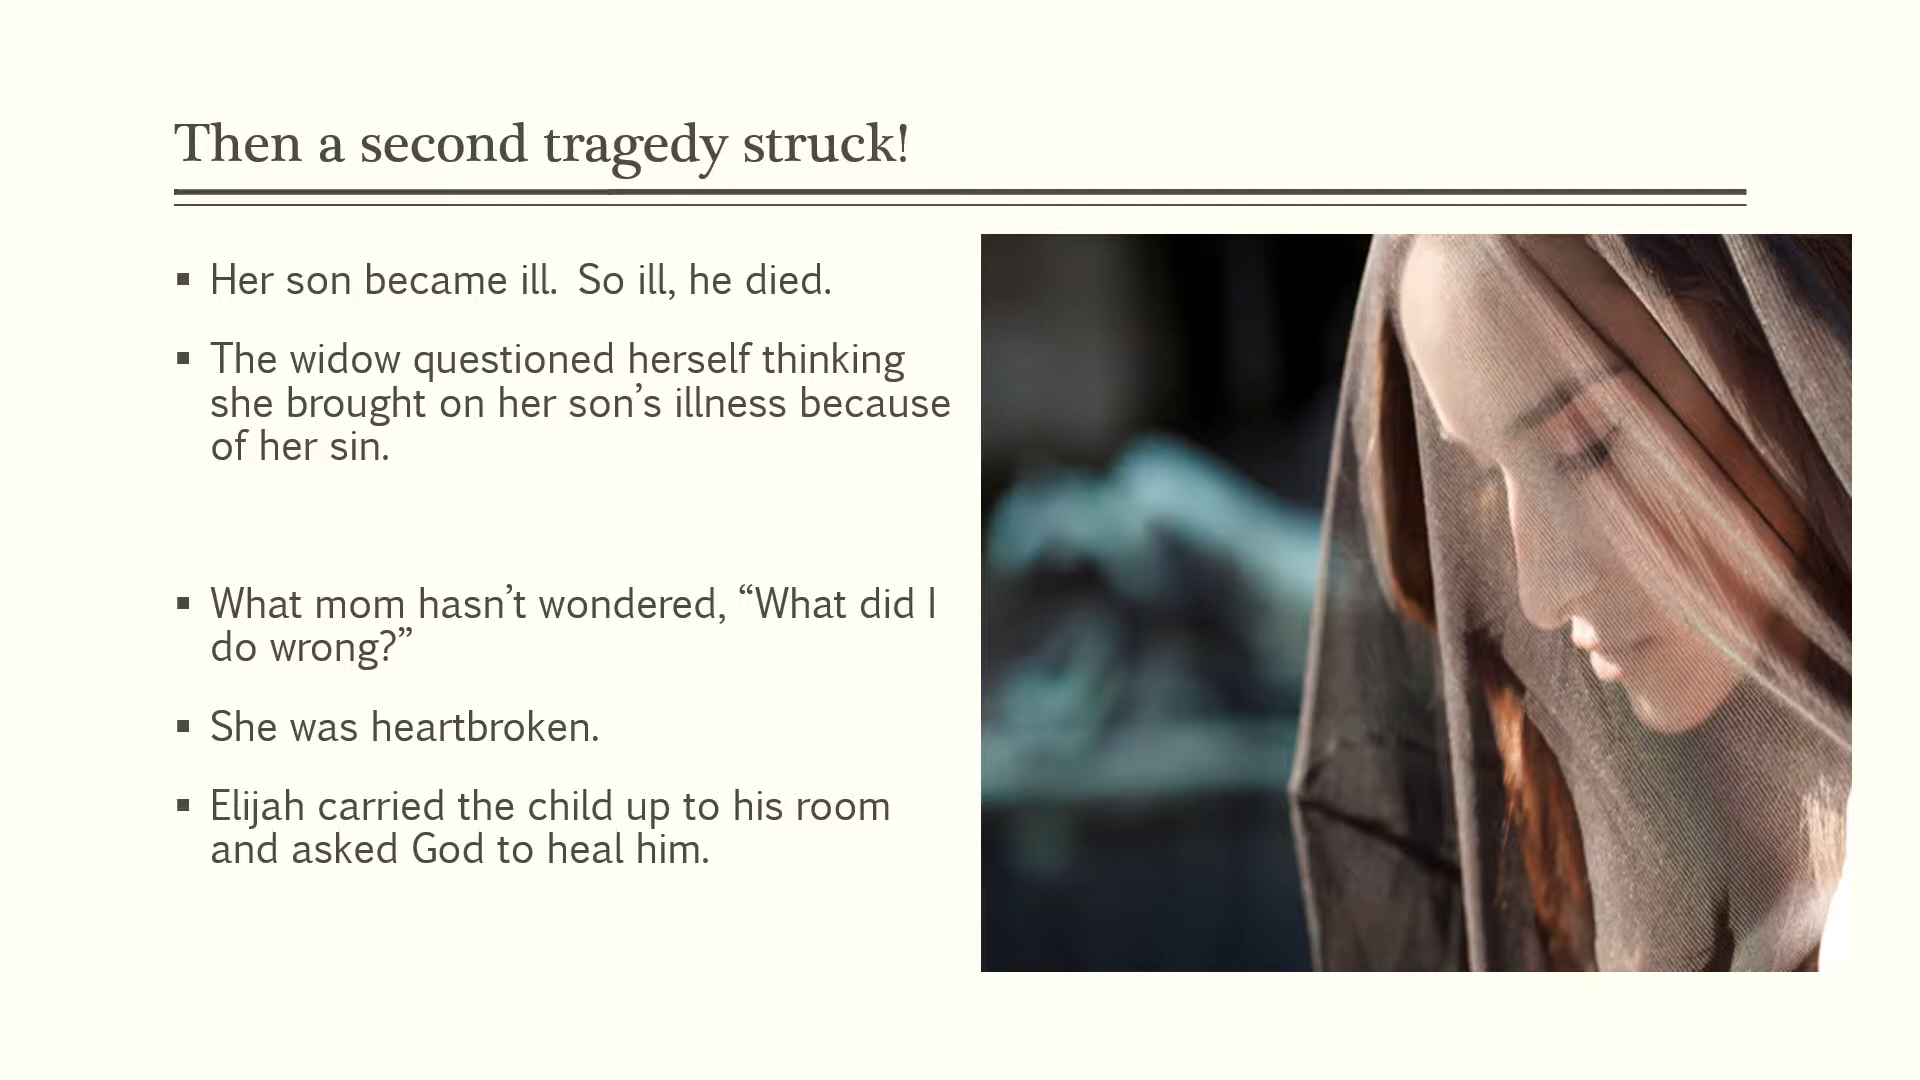 Then a second tragedy struck!
▪ Her son became ill.  So ill, he died.
▪ The widow questioned herself thinking
she brought on her son’s illness because
of her sin.
▪ What mom hasn’t wondered, “What did I
do wrong?”
▪ She was heartbroken.
▪ Elijah carried the child up to his room
and asked God to heal him.